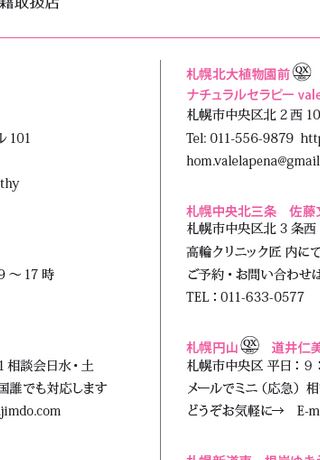 籍取扱店
ル 101
thy
9 〜 17 時
1 相談会日水・土
国誰でも対応します
jimdo.com
札幌北大植物園前 QX
ナチュラルセラピー vale
札幌市中央区北 2 西 10
Tel: 011-556-9879 http
hom.valelapena@gmail
札幌中央北三条 佐藤
札幌市中央区北 3 条西
高輪クリニック匠 内にて
ご予約・お問い合わせは
TEL：011-633-0577
札幌円山 QX 道井仁美
札幌市中央区 平日：9：
メールでミニ（応急）相
どうぞお気軽に→ E-m